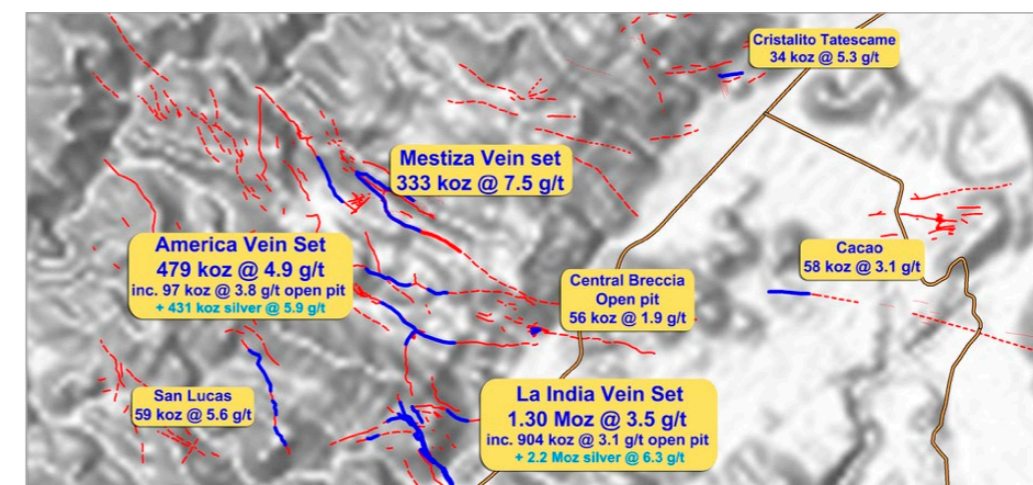 Cristalito Tatescame
34 koz @ 5.3 g/t
Mestiza Vein set
333 koz @ 7.5 g/t
America Vein Set
479 koz @ 4.9 g/t
inc. 97 koz @ 3.8 g/t open pit
+ 431 koz silver @ 5.9 g/t
Cacao
58 koz @ 3.1 g/t
Central Breccia
Open pit
56 koz @ 1.9 g/t
San Lucas
59 koz @ 5.6 g/t
La India Vein Set
1.30 Moz @ 3.5 g/t
inc. 904 koz @ 3.1 g/t open pit
+ 2.2 Moz silver @ 6.3 g/t